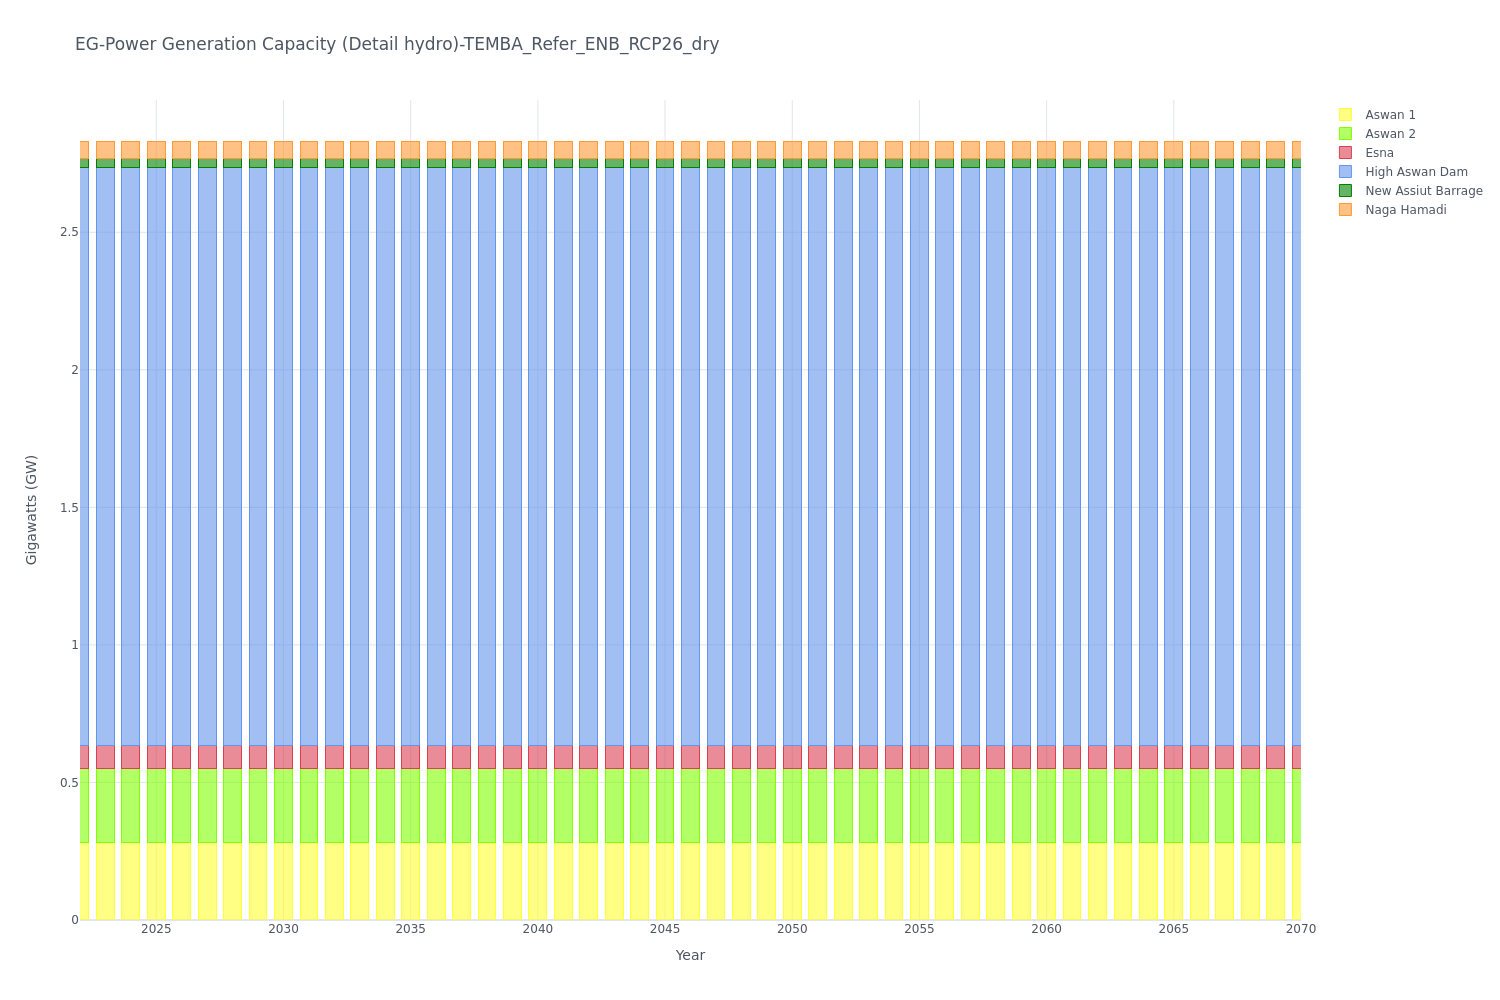 EG-Power Generation Capacity (Detail hydro)-TEMBA_Refer_ENB_RCP26_dry
Aswan 1
Aswan 2
Esna
High Aswan Dam
New Assiut Barrage
Naga Hamadi
2.5
2
1.5
1
0.5
0
Gigawatts (GW)
2025
2030
2035
2040
2045
2050
2055
2060
2065
2070
Year